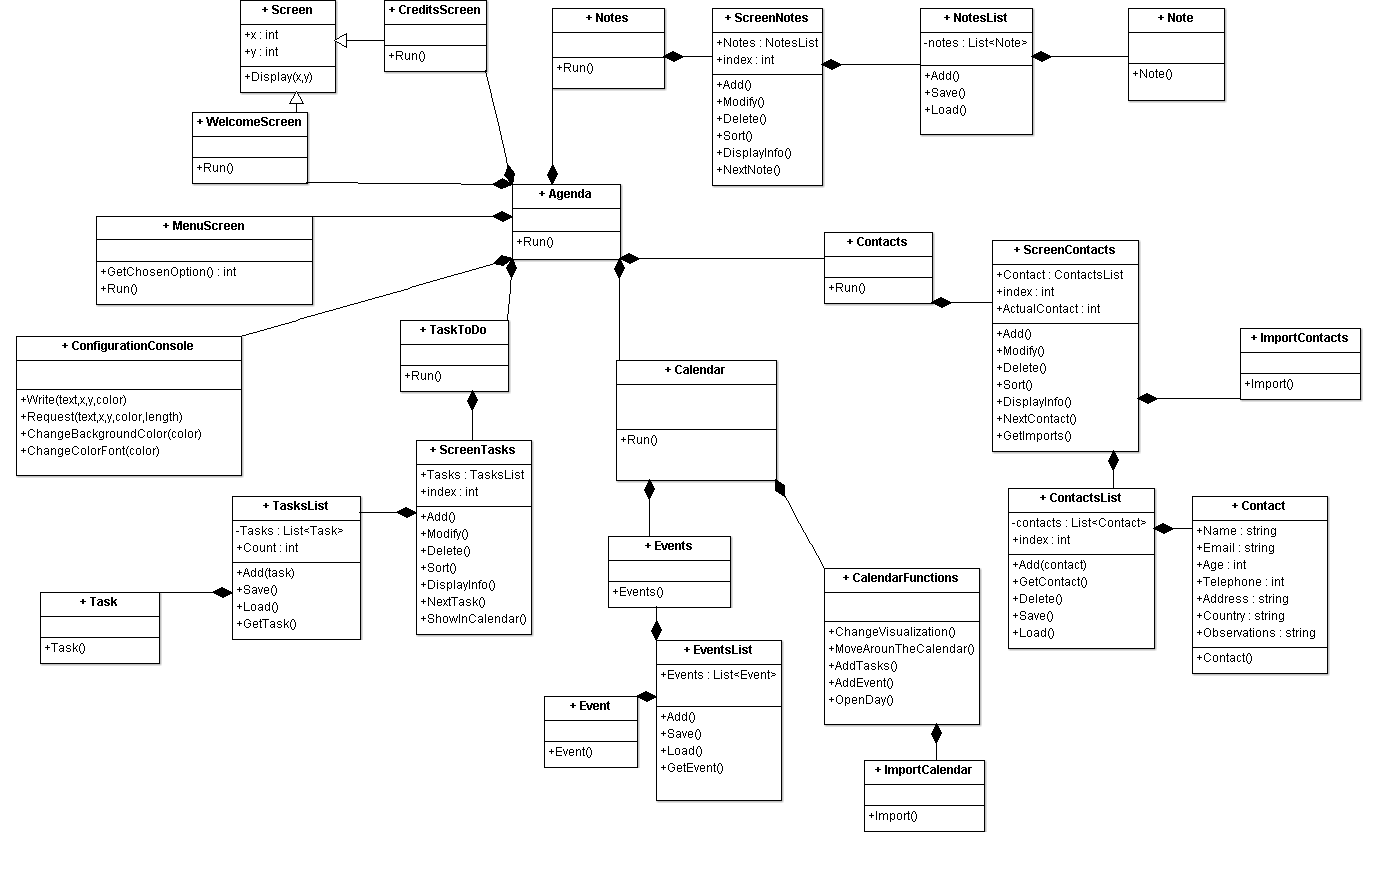 + Screen
+x : int
+y : int
+Display(x,y)
+ CreditsScreen
+Run()
+ WelcomeScreen
+Run()
+ Notes
+Run()
+ ScreenNotes
+Notes : NotesList
+index : int
+Add()
+Modify()
+Delete()
+Sort()
+DisplayInfo()
+NextNote()
+ NotesList
-notes : List<Note>
+Add()
+Save()
+Load()
+ Note
+Note()
+ Agenda
+Run()
+ MenuScreen
+GetChosenOption() : int
+Run()
+ ConfigurationConsole
+Write(text,x,y,color)
+Request(text,x,y,color,length)
+ChangeBackgroundColor(color)
+ChangeColorFont(color)
+ TaskToDo
+Run()
+ ScreenTasks
+Tasks : TasksList
+index : int
+Add()
+Modify()
+Delete()
+Sort()
+DisplayInfo()
+NextTask()
+ShowInCalendar()
+ TasksList
-Tasks : List<Task>
+Count : int
+Add(task)
+Save()
+Load()
+GetTask()
+ Task
+Task()
+ Calendar
+Run()
+ Events
+Events()
+ EventsList
+Events : List<Event>
+Add()
+Save()
+Load()
+GetEvent()
+ Event
+Event()
+ CalendarFunctions
+ChangeVisualization()
+MoveArounTheCalendar()
+AddTasks()
+AddEvent()
+OpenDay()
+ ImportCalendar
+Import()
+ Contacts
+Run()
+ ScreenContacts
+Contact : ContactsList
+index : int
+ActualContact : int
+Add()
+Modify()
+Delete()
+Sort()
+DisplayInfo()
+NextContact()
+GetImports()
+ ImportContacts
+Import()
+ ContactsList
-contacts : List<Contact>
+index : int
+Add(contact)
+GetContact()
+Delete()
+Save()
+Load()
+ Contact
+Name : string
+Email : string
+Age : int
+Telephone : int
+Address : string
+Country : string
+Observations : string
+Contact()